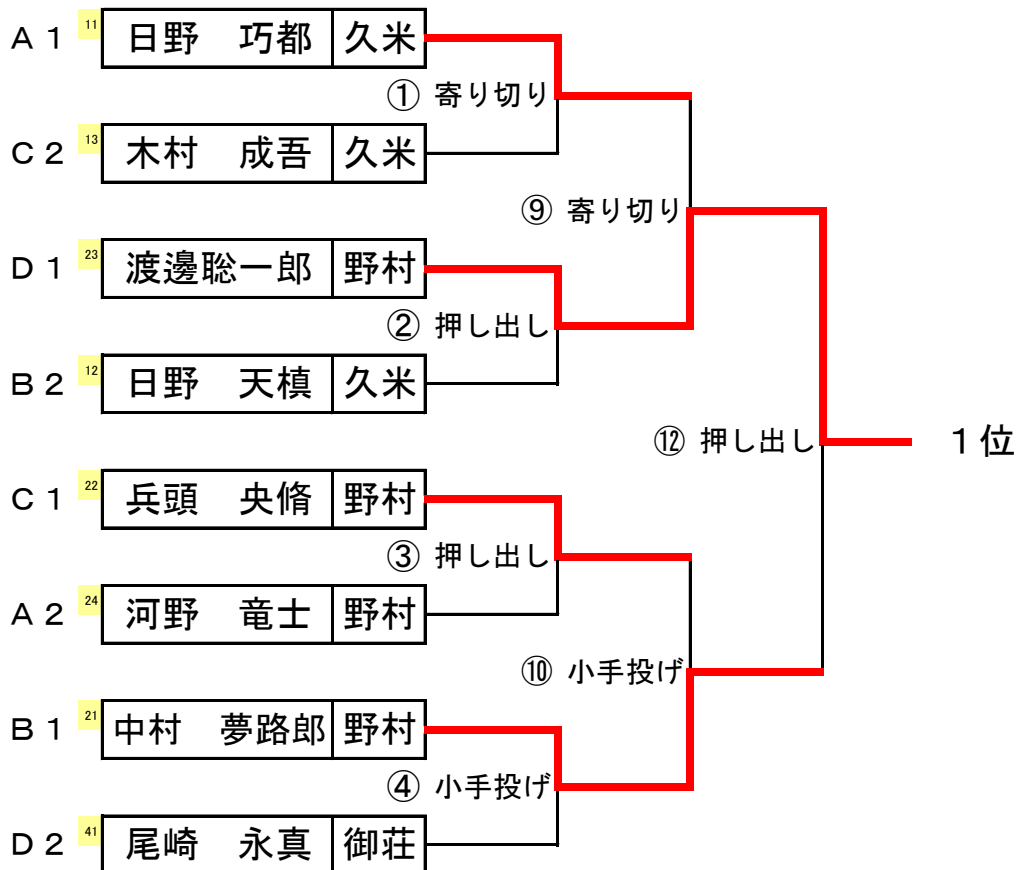 A1 11 日野 巧都 久米
① 寄り切り
C2 13 木村 成吾 久米
⑨ 寄り切り
D1 23 渡邊聡一郎 野村
② 押し出し
B2 12 日野 天槙 久米
⑫ 押し出し 1位
C1 22 兵頭 央脩 野村
③ 押し出し
A2 24 河野 竜士 野村
⑩ 小手投げ
B1 21 中村 夢路郎 野村
④ 小手投げ
D2 41 尾崎 永真 御荘